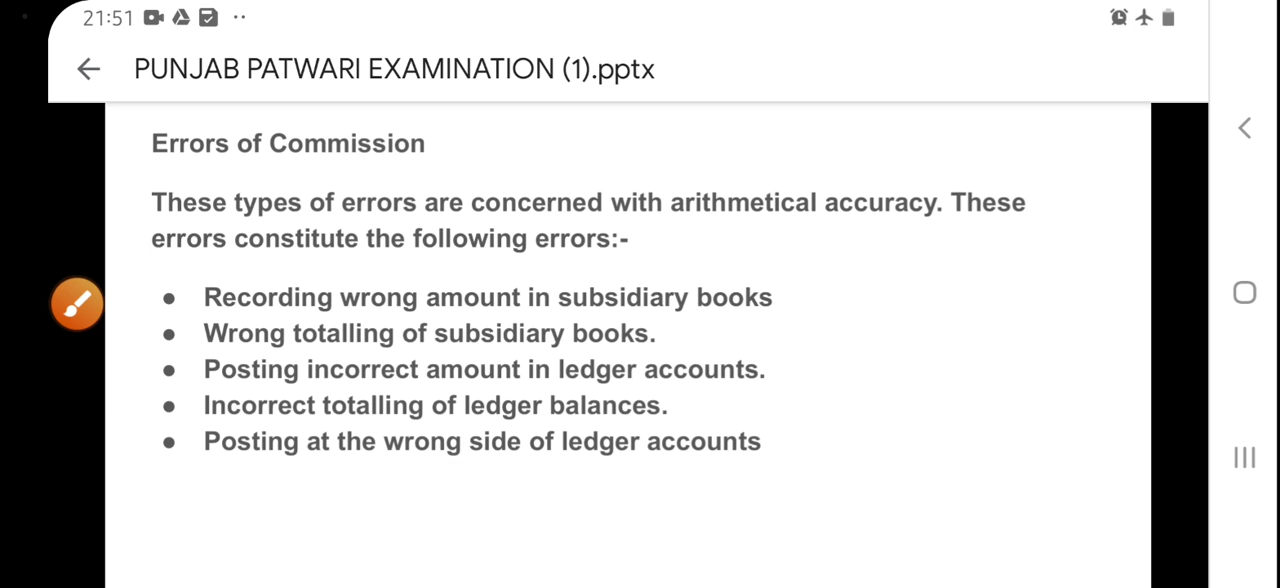 21:51
PUNJAB PATWARI EXAMINATION (1).pptx
Errors of Commission
These types of errors are concerned with arithmetical accuracy. These
errors constitute the following errors:-
● Recording wrong amount in subsidiary books
● Wrong totalling of subsidiary books.
● Posting incorrect amount in ledger accounts.
● Incorrect totalling of ledger balances.
● Posting at the wrong side of ledger accounts